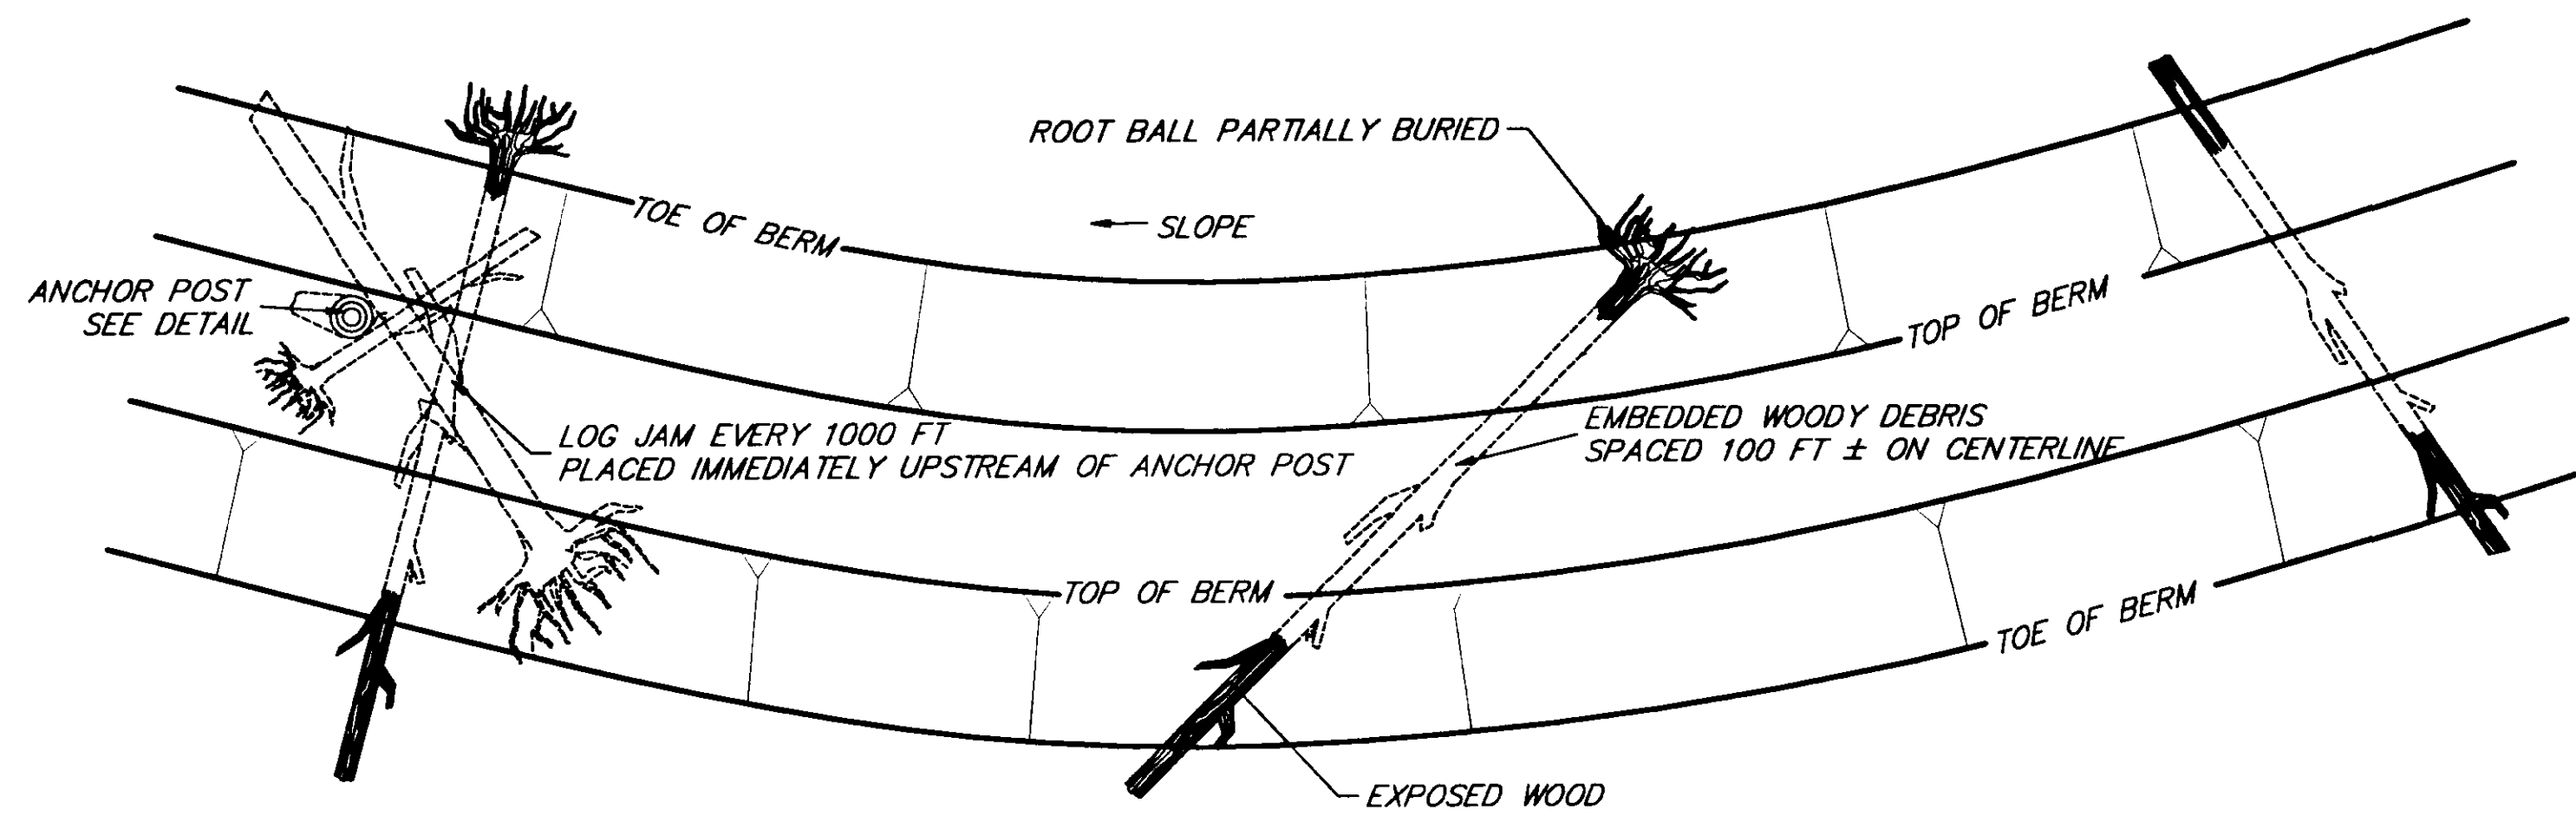 ROOT BALL PARTIALLY BURIED
TOE OF BERM
SLOPE
ANCHOR POST
SEE DETAIL
TOP OF BERM
LOG JAM EVERY 1000 FT
PLACED IMMEDIATELY UPSTREAM OF ANCHOR POST
EMBEDDED WOODY DEBRIS
SPACED 100 FT ± ON CENTERLINE
TOP OF BERM
TOE OF BERM
EXPOSED WOOD